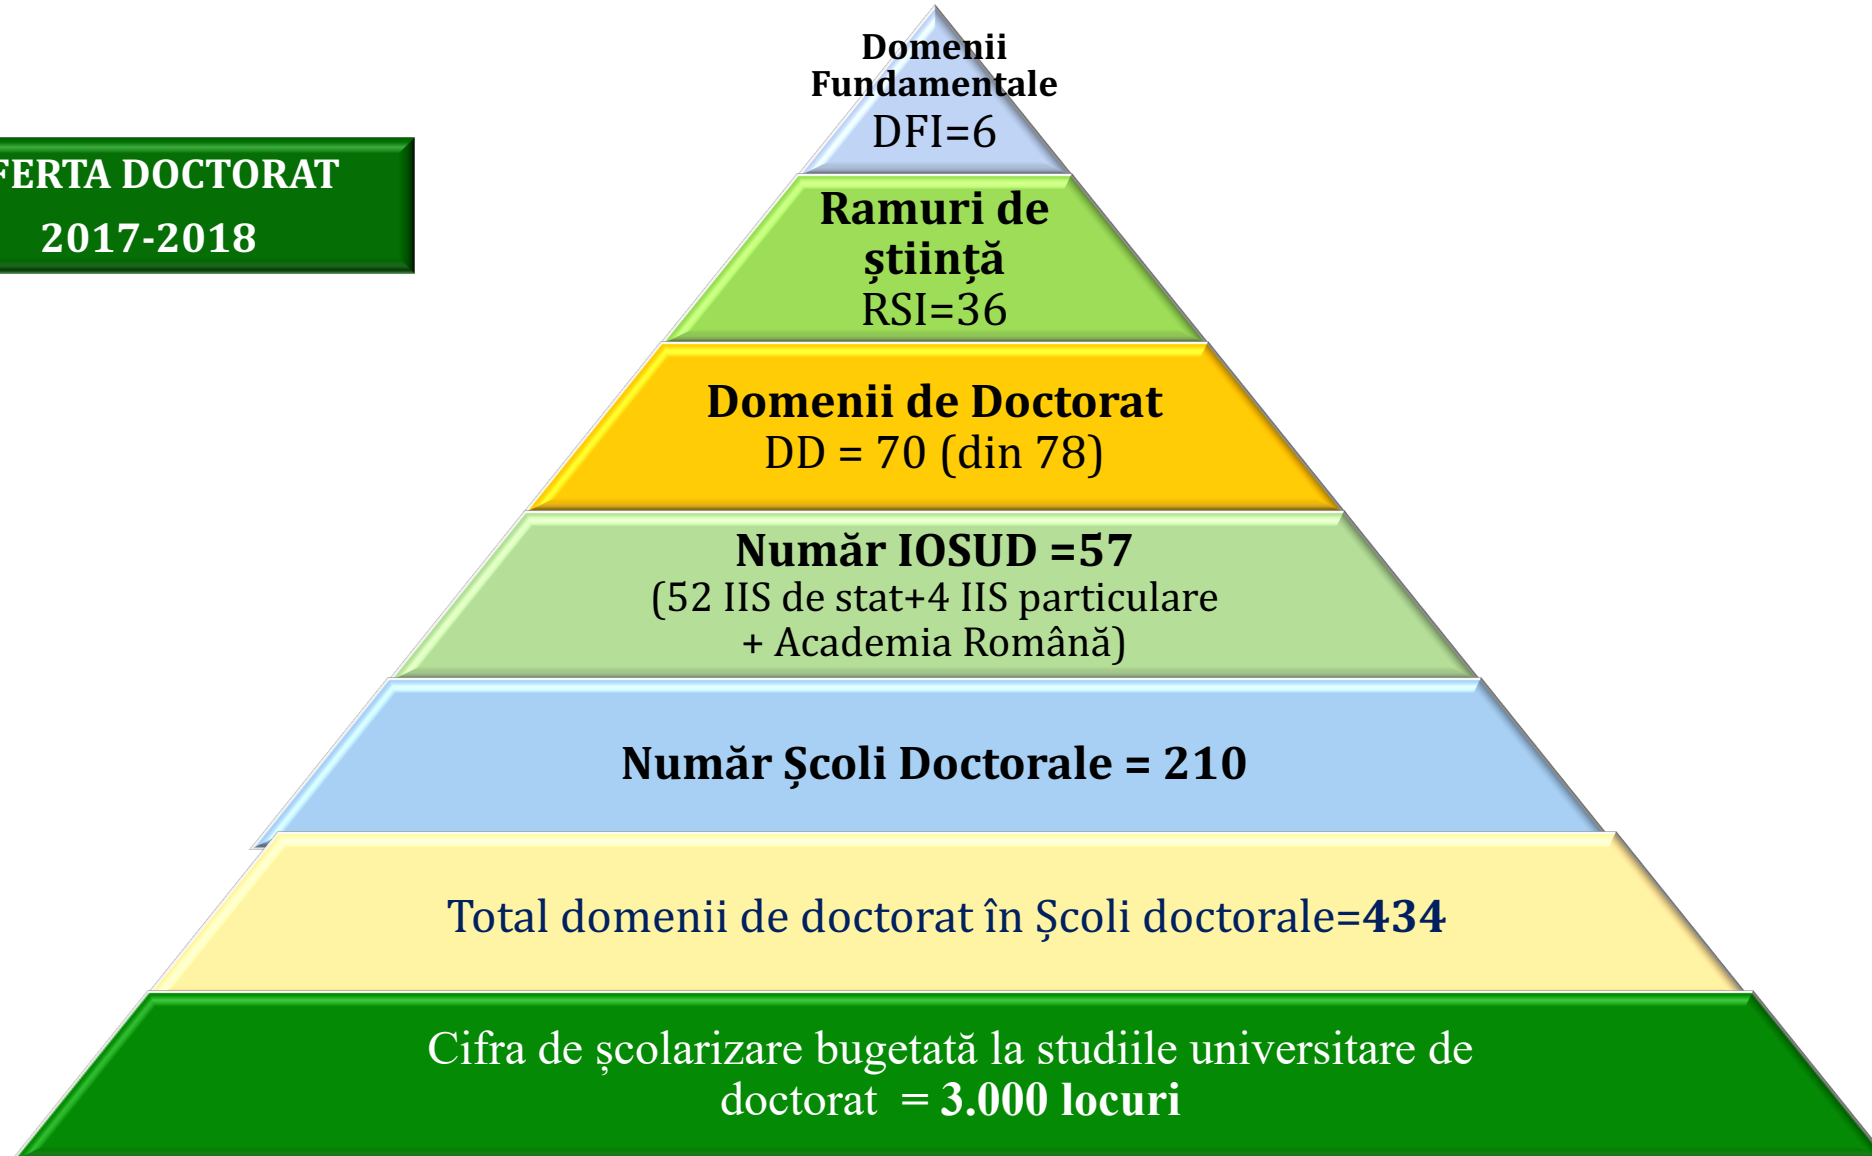 Domenii
Fundamentale
DFI=6
FERTA DOCTORAT
2017-2018
Ramuri de
știință
RSI=36
Domenii de Doctorat
DD = 70 (din 78)
Număr IOSUD =57
(52 IIS de stat+4 IIS particulare
+ Academia Română)
Număr Școli Doctorale = 210
Total domenii de doctorat în Școli doctorale=434
Cifra de școlarizare bugetată la studiile universitare de
doctorat = 3.000 locuri